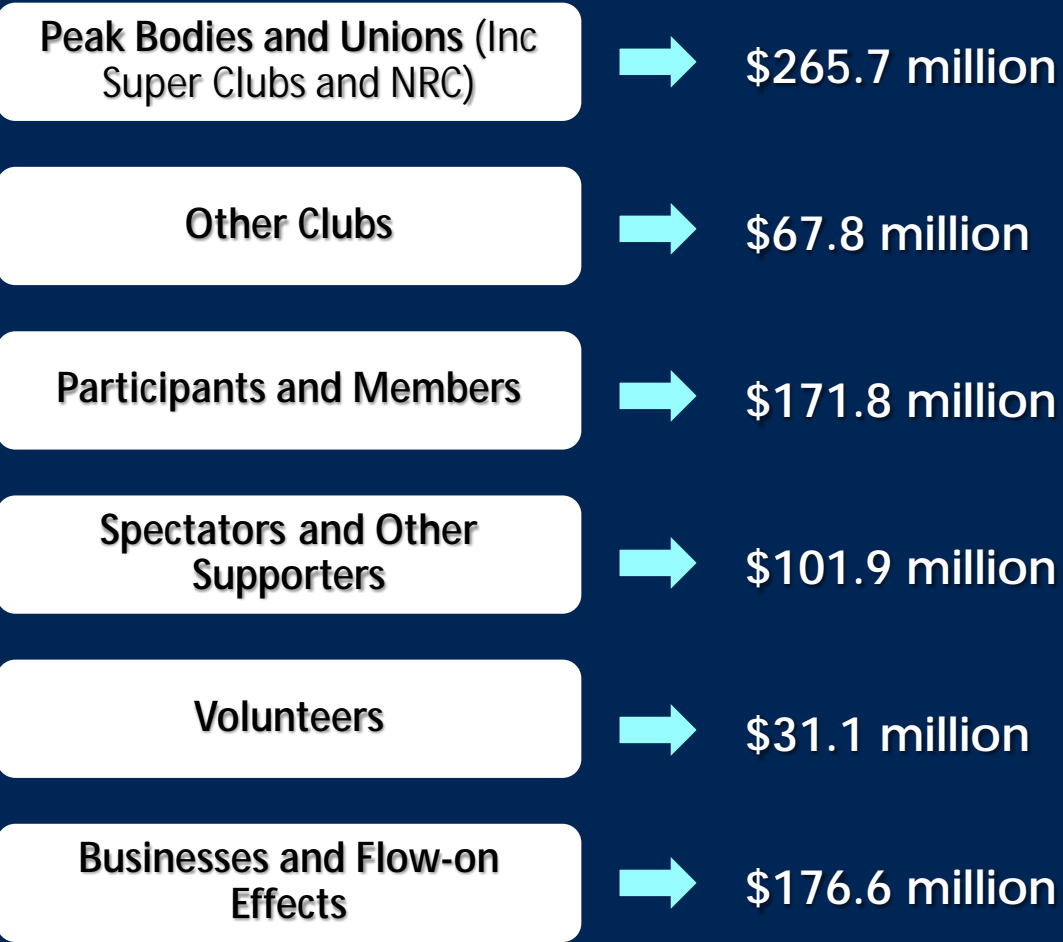 Peak Bodies and Unions (Inc
Super Clubs and NRC)
$265.7 million
Other Clubs
$67.8 million
Participants and Members
$171.8 million
Spectators and Other
Supporters
$101.9 million
Volunteers
$31.1 million
Businesses and Flow-on
Effects
$176.6 million